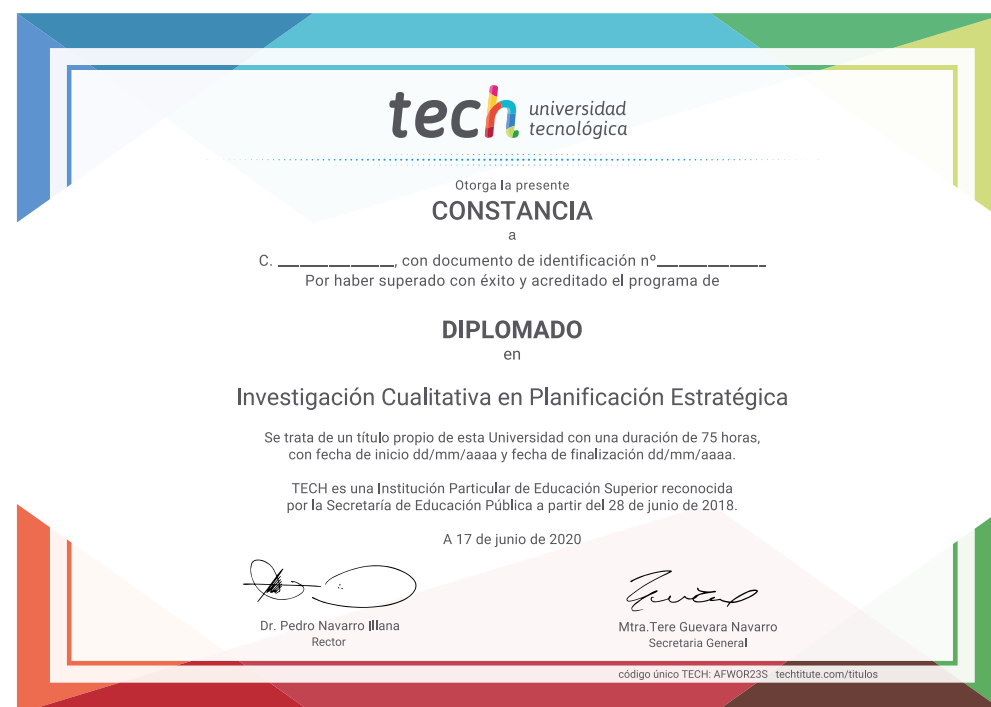 tech universidad
tecnológica
Otorga la presente
CONSTANCIA
a
C. ____________, con documento de identificación nº____________
Por haber superado con éxito y acreditado el programa de
DIPLOMADO
en
Investigación Cualitativa en Planificación Estratégica
Se trata de un título propio de esta Universidad con una duración de 75 horas,
con fecha de inicio dd/mm/aaaa y fecha de finalización dd/mm/aaaa.
TECH es una Institución Particular de Educación Superior reconocida
por la Secretaría de Educación Pública a partir del 28 de junio de 2018.
A 17 de junio de 2020
Dr. Pedro Navarro Illana
Rector
Mtra.Tere Guevara Navarro
Secretaria General
código único TECH: AFWOR23S techtitute.com/titulos